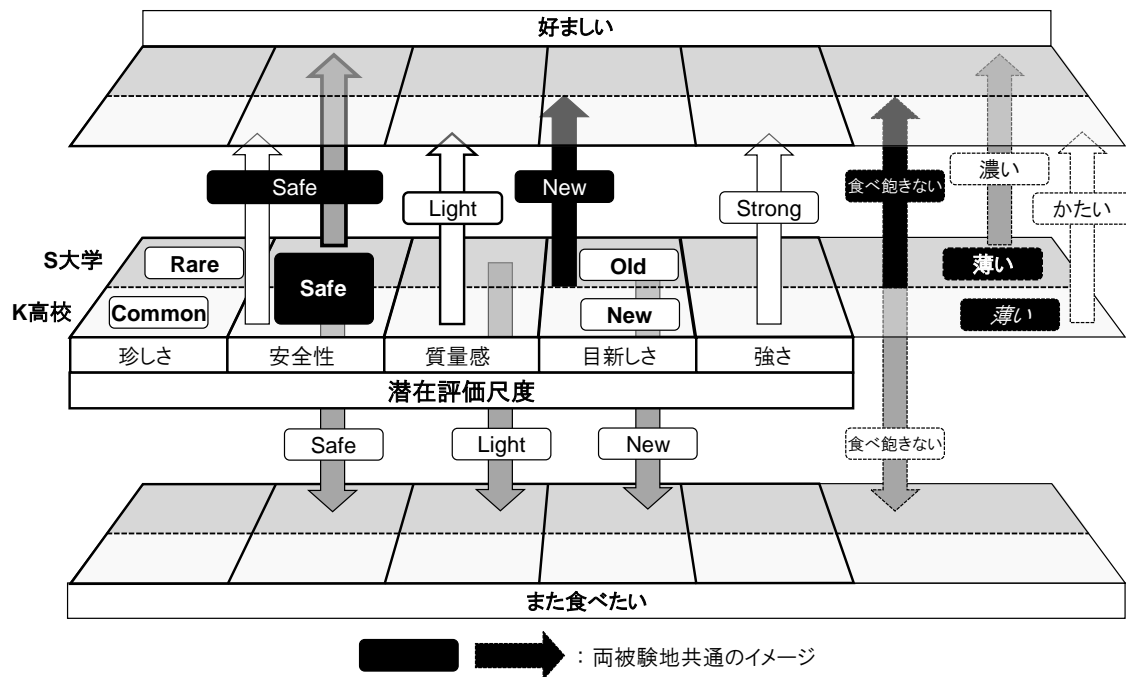 好ましい
Safe
Light
New
Strong
食べ飽きない
濃い
かたい
S大学
Rare
Safe
Old
薄い
K高校
Common
New
薄い
珍しさ
安全性
質量感
目新しさ
強さ
潜在評価尺度
Safe
Light
New
食べ飽きない
また食べたい
：両被験地共通のイメージ